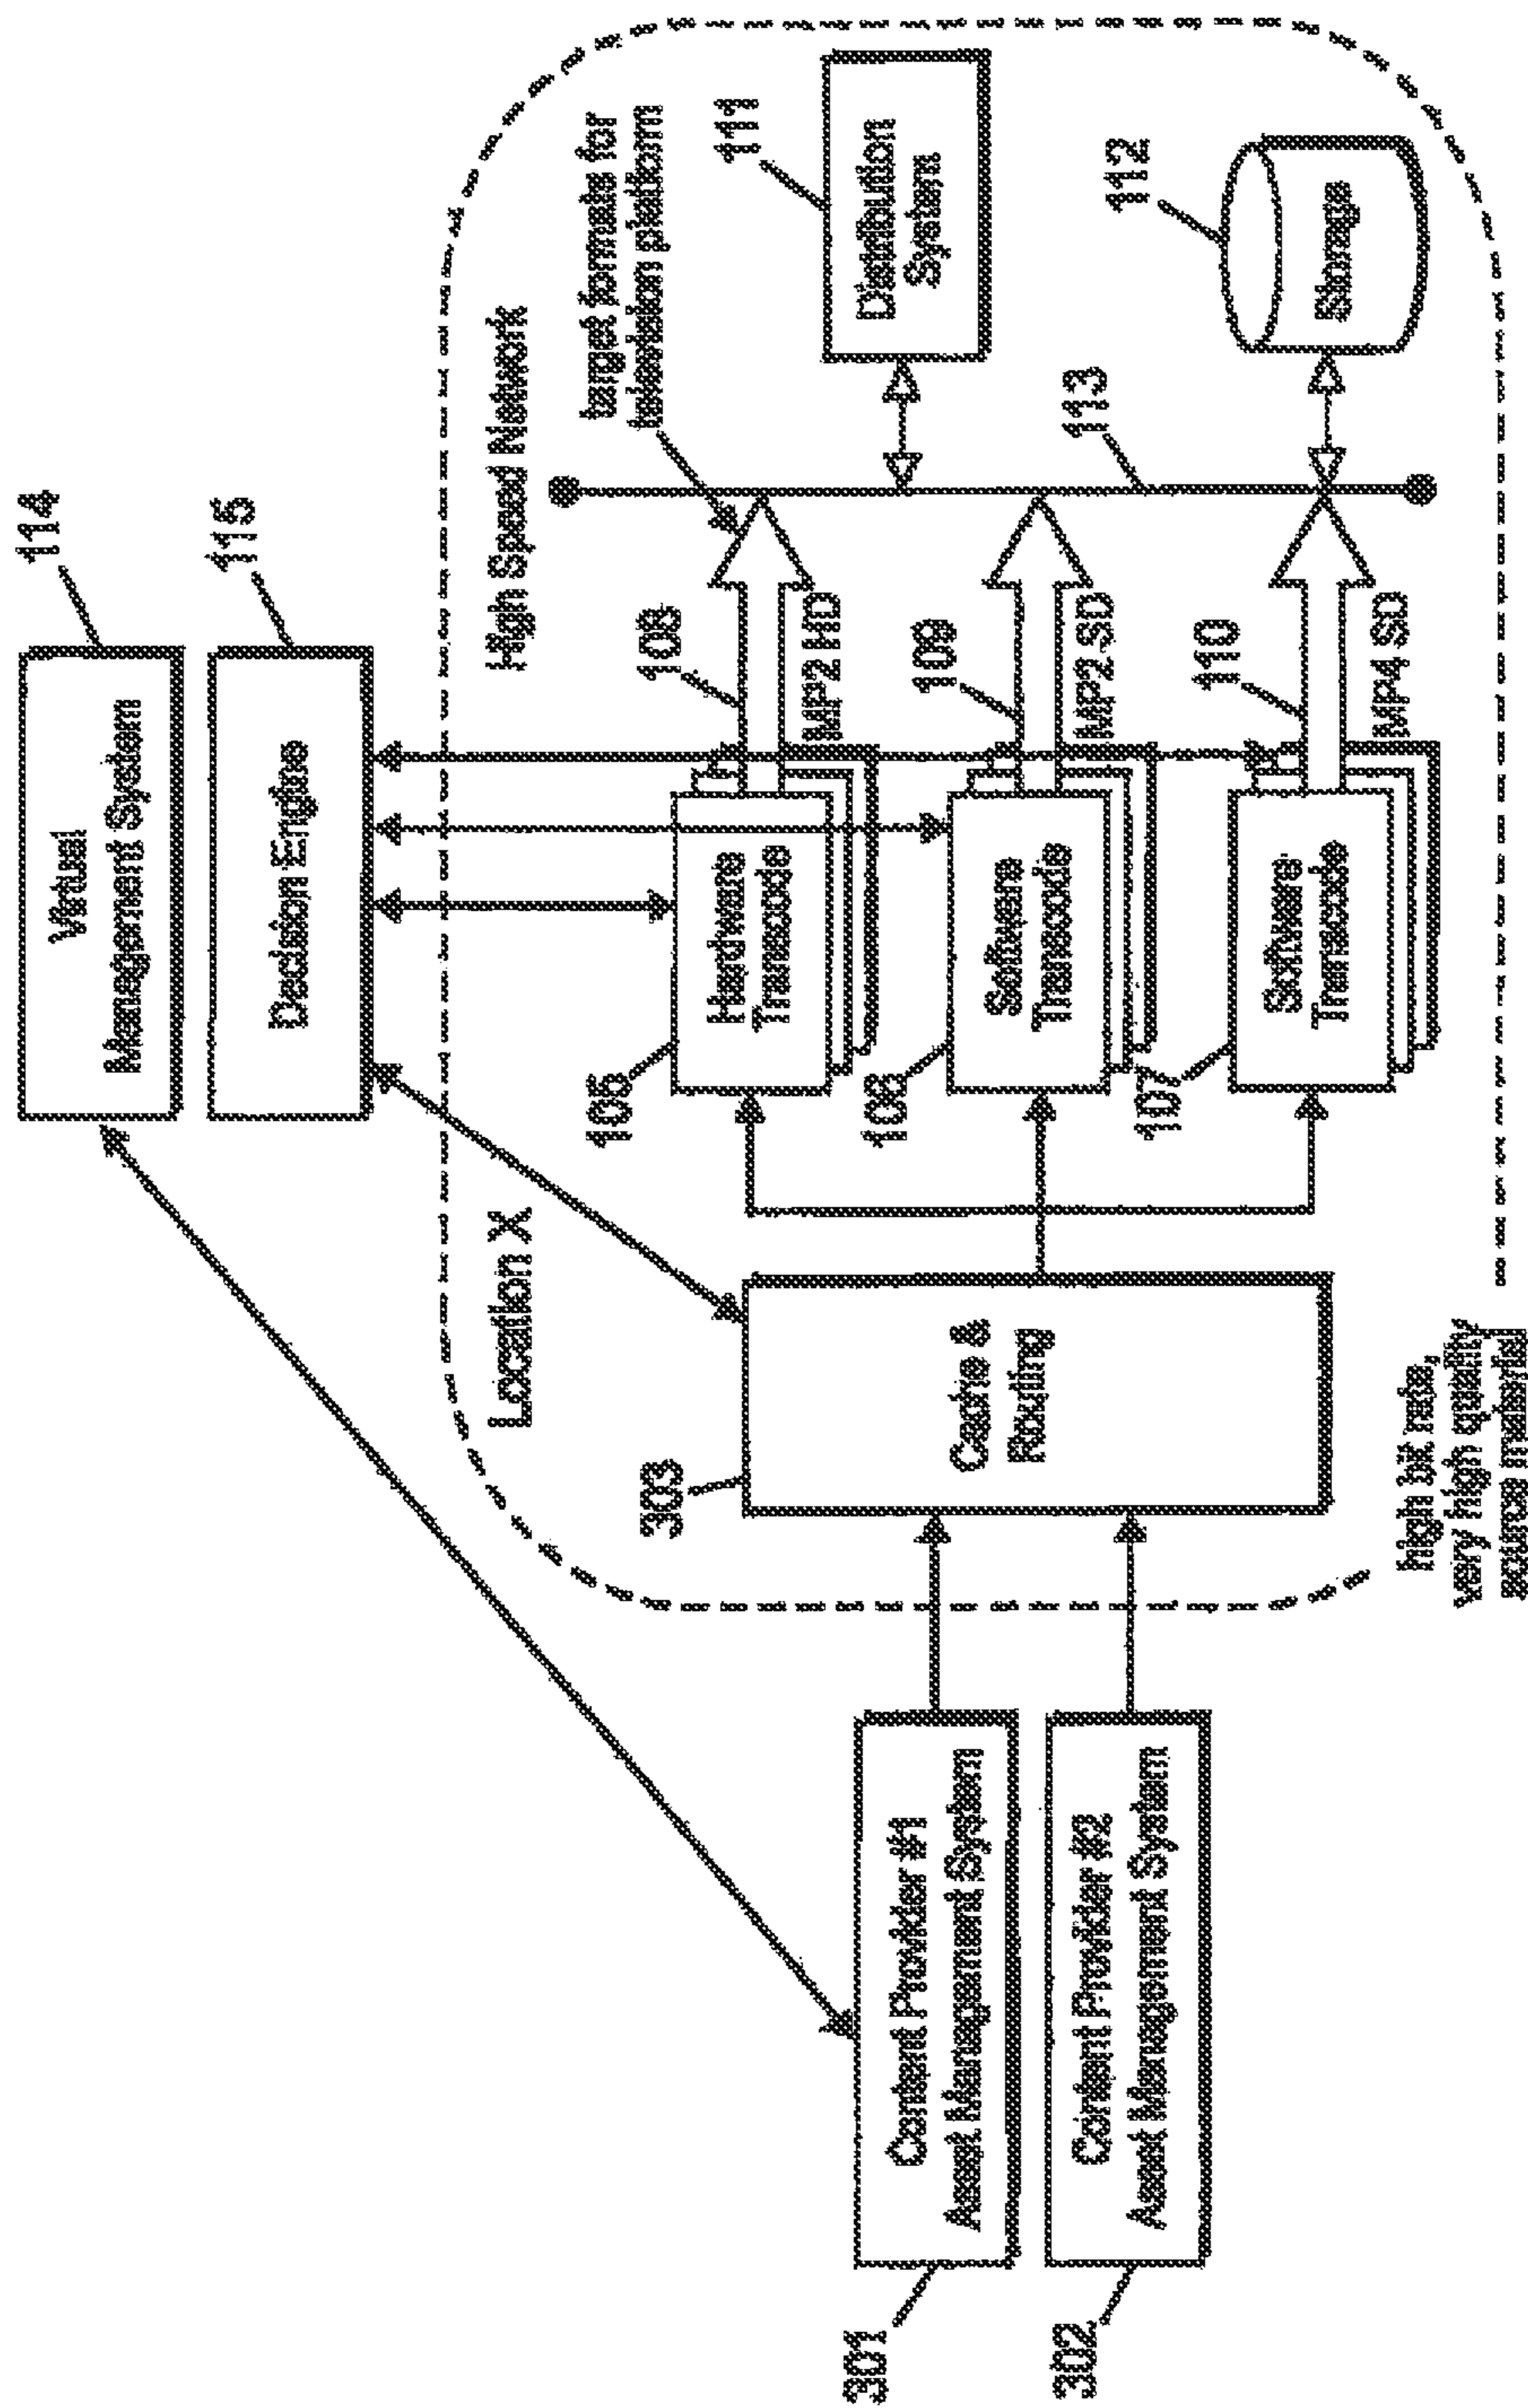 114
Virtual
Management System
115
Decision Engine
Location X
High Speed Network
target formats for
television platform
301
Content Provider #1
Asset Management System
302
Content Provider #2
Asset Management System
303
Cache &
Routing
105
Hardware
Transcode
108
MP2 HD
106
Software
Transcode
109
MP2 SD
107
Software
Transcode
110
MP4 SD
113
111
Distribution
System
112
Storage
high bit rate,
very high quality
source material